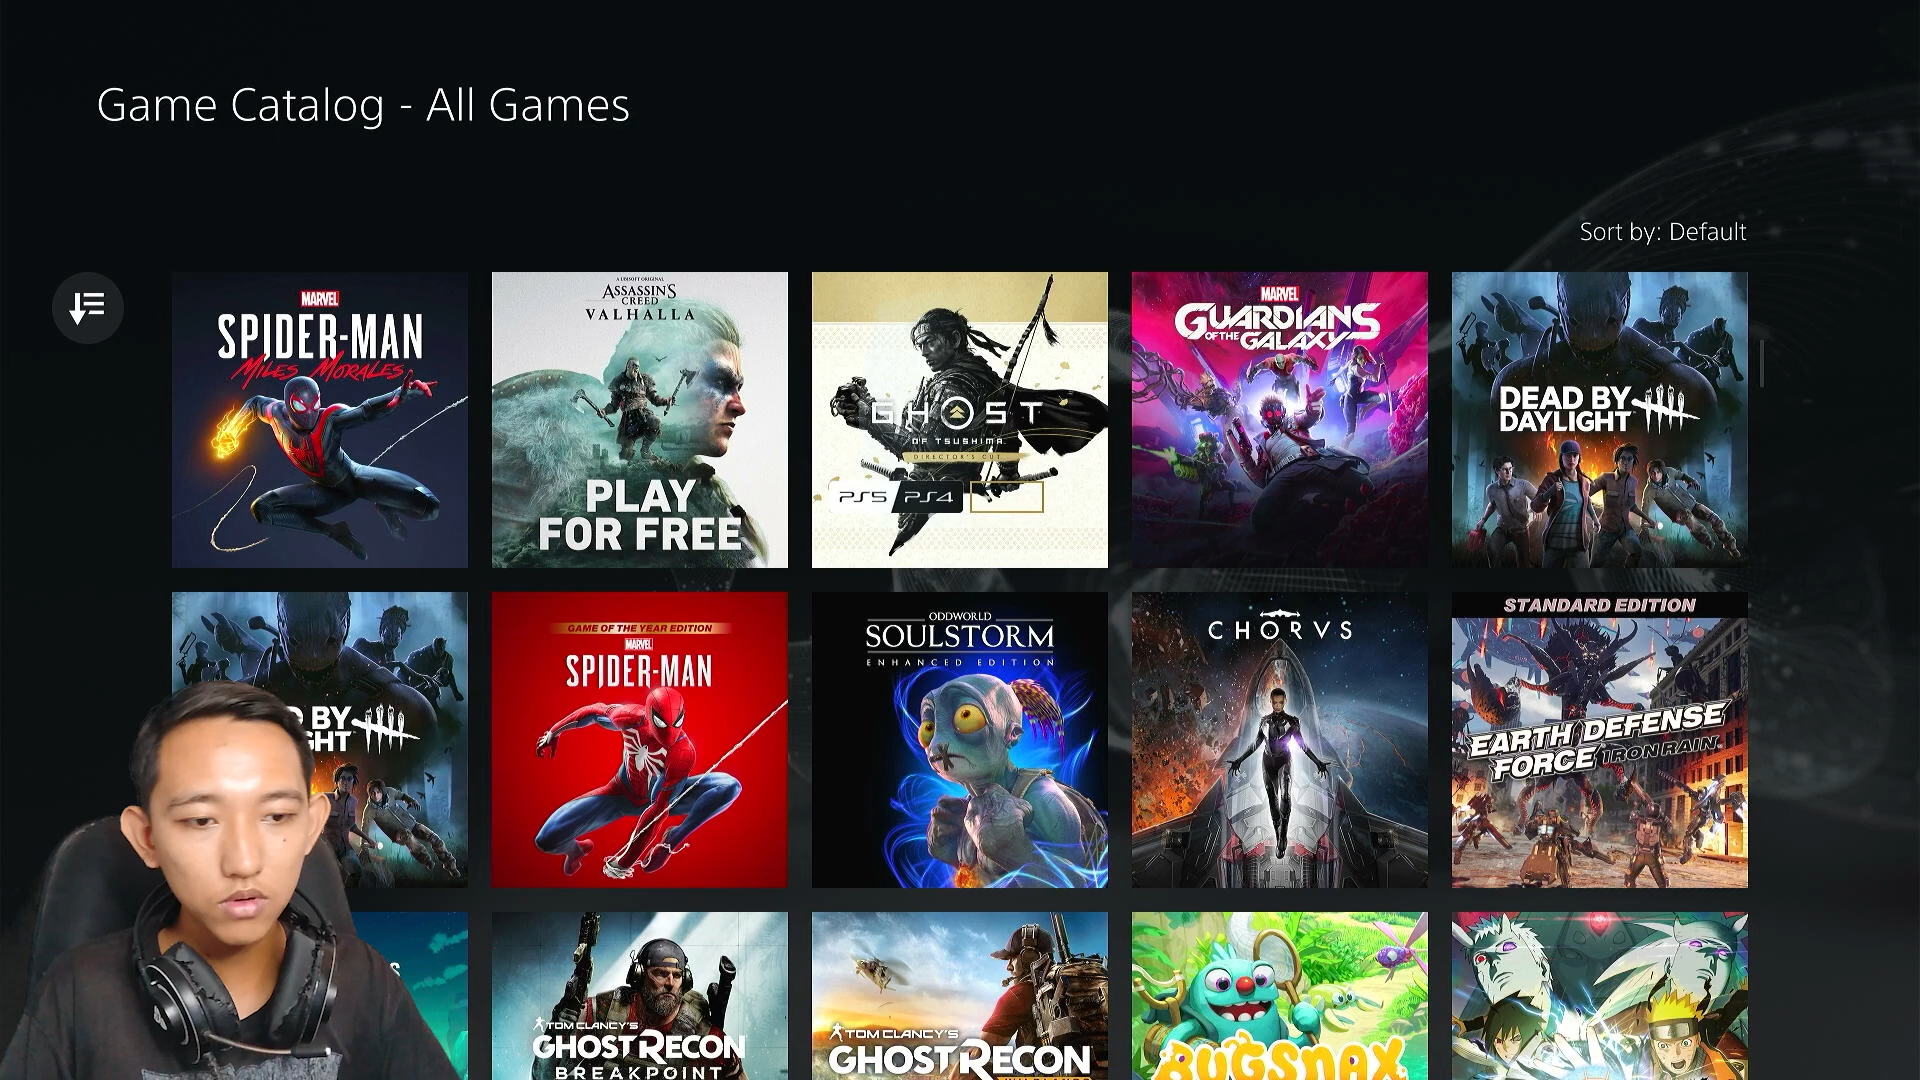 Game Catalog - All Games
Sort by: Default
MARVEL
SPIDER-MAN
MILES MORALES
A UBISOFT ORIGINAL
ASSASSIN'S
CREED
VALHALLA
PLAY
FOR FREE
GHOST
OF TSUSHIMA
DIRECTOR'S CUT
PS5 PS4
MARVEL
GUARDIANS
OF THE
GALAXY
DEAD BY
DAYLIGHT
D BY
GHT
GAME OF THE YEAR EDITION
MARVEL
SPIDER-MAN
ODDWORLD
SOULSTORM
ENHANCED EDITION
CHORVS
STANDARD EDITION
EARTH DEFENSE
FORCE IRON RAIN
S
TOM CLANCY'S
GHOST RECON
BREAKPOINT
TOM CLANCY'S
GHOST RECON
BUGSNAX